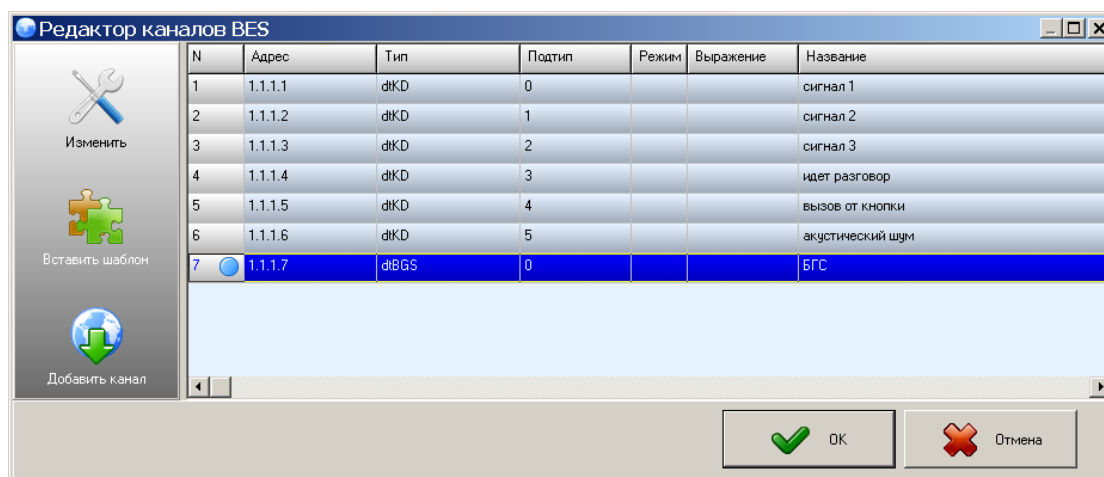 Редактор каналов BES
N Адрес Тип Подтип Режим Выражение Название
1 1.1.1.1 dtKD 0 сигнал 1
2 1.1.1.2 dtKD 1 сигнал 2
3 1.1.1.3 dtKD 2 сигнал 3
4 1.1.1.4 dtKD 3 идет разговор
5 1.1.1.5 dtKD 4 вызов от кнопки
6 1.1.1.6 dtKD 5 акустический шум
7 1.1.1.7 dtBGS 0 БГС
Изменить
Вставить шаблон
Добавить канал
OK Отмена